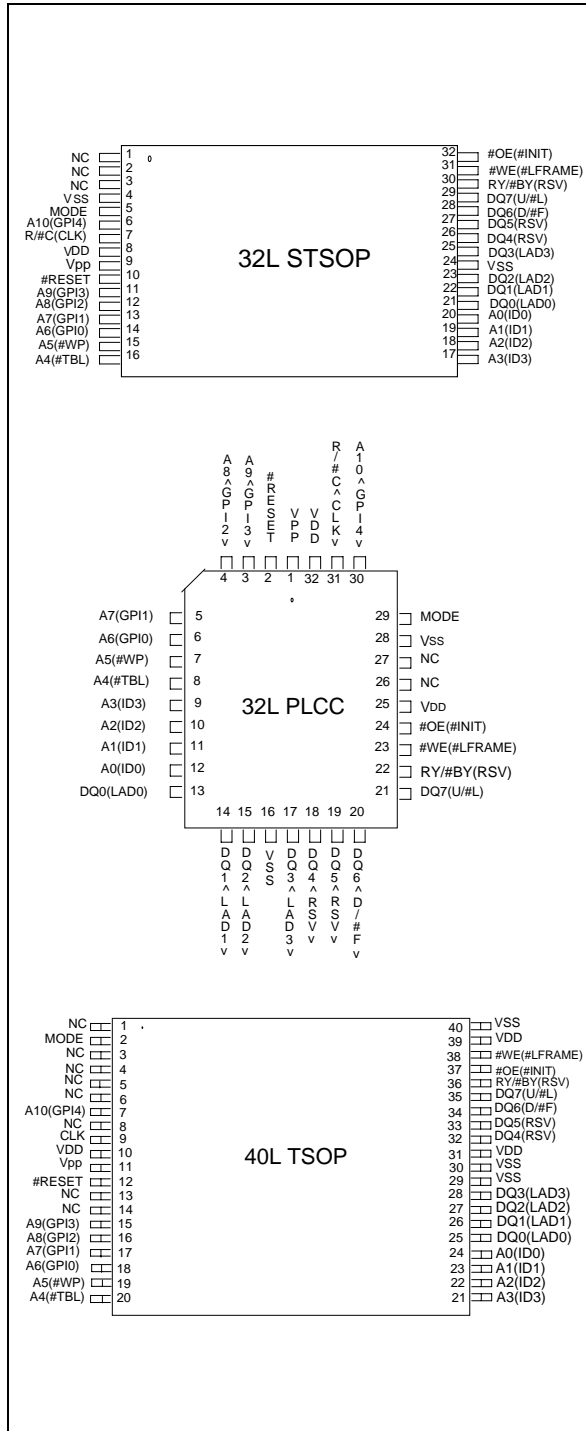 NC 1
NC 2
NC 3
VSS 4
MODE 5
A10(GPI4) 6
R/#C(CLK) 7
VDD 8
Vpp 9
#RESET 10
A9(GPI3) 11
A8(GPI2) 12
A7(GPI1) 13
A6(GPI0) 14
A5(#WP) 15
A4(#TBL) 16
32L STSOP
32 #OE(#INIT)
31 #WE(#LFRAME)
30 RY/#BY(RSV)
29 DQ7(U/#L)
28 DQ6(D/#F)
27 DQ5(RSV)
26 DQ4(RSV)
25 DQ3(LAD3)
24 VSS
23 DQ2(LAD2)
22 DQ1(LAD1)
21 DQ0(LAD0)
20 A0(ID0)
19 A1(ID1)
18 A2(ID2)
17 A3(ID3)
A8^GPI2v 4
A9^GPI3v 3
#RESET 2
VPP 1
VDD 32
R/#C^CLKv 31
A10^GPI4v 30
A7(GPI1) 5
A6(GPI0) 6
A5(#WP) 7
A4(#TBL) 8
A3(ID3) 9
A2(ID2) 10
A1(ID1) 11
A0(ID0) 12
DQ0(LAD0) 13
32L PLCC
29 MODE
28 VSS
27 NC
26 NC
25 VDD
24 #OE(#INIT)
23 #WE(#LFRAME)
22 RY/#BY(RSV)
21 DQ7(U/#L)
14 DQ1^LAD1v
15 DQ2^LAD2v
16 VSS
17 DQ3^LAD3v
18 DQ4^RSVv
19 DQ5^RSVv
20 DQ6^D/#Fv
NC 1
MODE 2
NC 3
NC 4
NC 5
NC 6
A10(GPI4) 7
NC 8
CLK 9
VDD 10
Vpp 11
#RESET 12
NC 13
NC 14
A9(GPI3) 15
A8(GPI2) 16
A7(GPI1) 17
A6(GPI0) 18
A5(#WP) 19
A4(#TBL) 20
40L TSOP
40 VSS
39 VDD
38 #WE(#LFRAME)
37 #OE(#INIT)
36 RY/#BY(RSV)
35 DQ7(U/#L)
34 DQ6(D/#F)
33 DQ5(RSV)
32 DQ4(RSV)
31 VDD
30 VSS
29 VSS
28 DQ3(LAD3)
27 DQ2(LAD2)
26 DQ1(LAD1)
25 DQ0(LAD0)
24 A0(ID0)
23 A1(ID1)
22 A2(ID2)
21 A3(ID3)